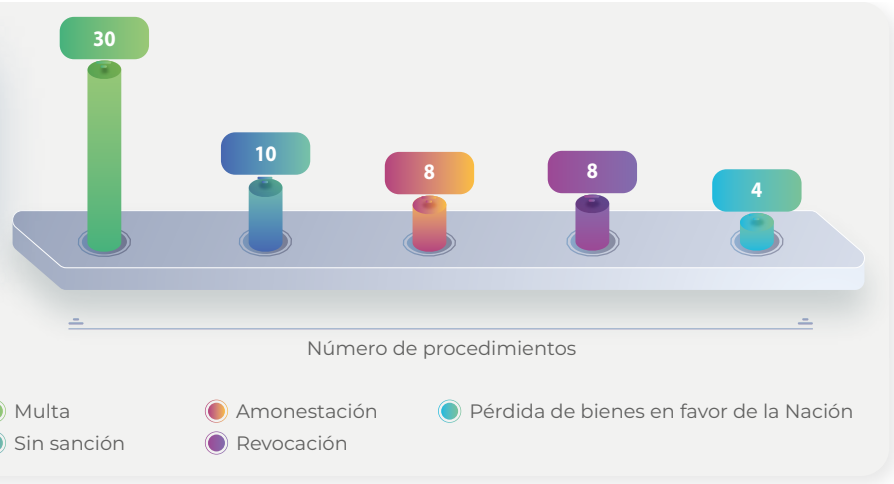 30
10
8
8
4
Número de procedimientos
Multa
Amonestación
Pérdida de bienes en favor de la Nación
Sin sanción
Revocación